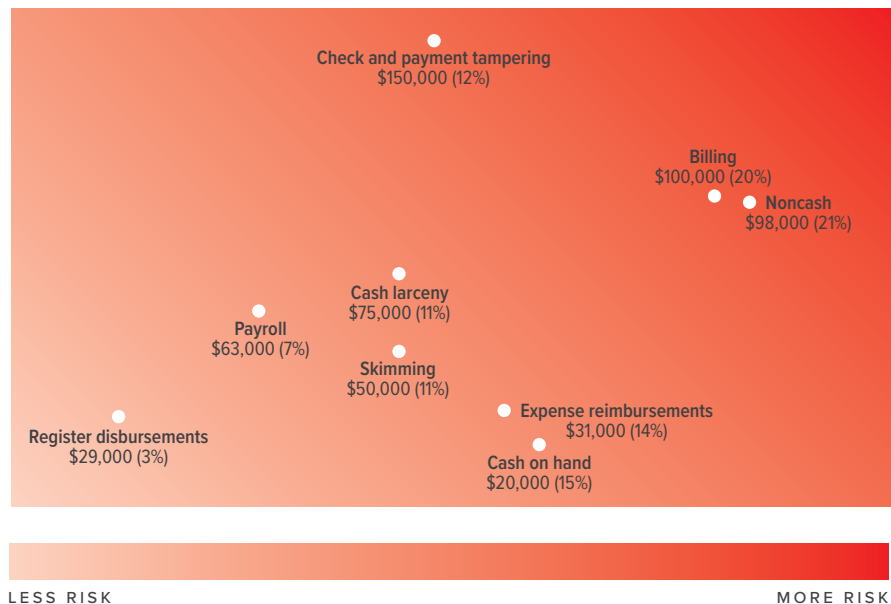 Check and payment tampering
$150,000 (12%)
Billing
$100,000 (20%)
Noncash
$98,000 (21%)
Cash larceny
$75,000 (11%)
Payroll
$63,000 (7%)
Skimming
$50,000 (11%)
Expense reimbursements
$31,000 (14%)
Register disbursements
$29,000 (3%)
Cash on hand
$20,000 (15%)
LESS RISK
MORE RISK